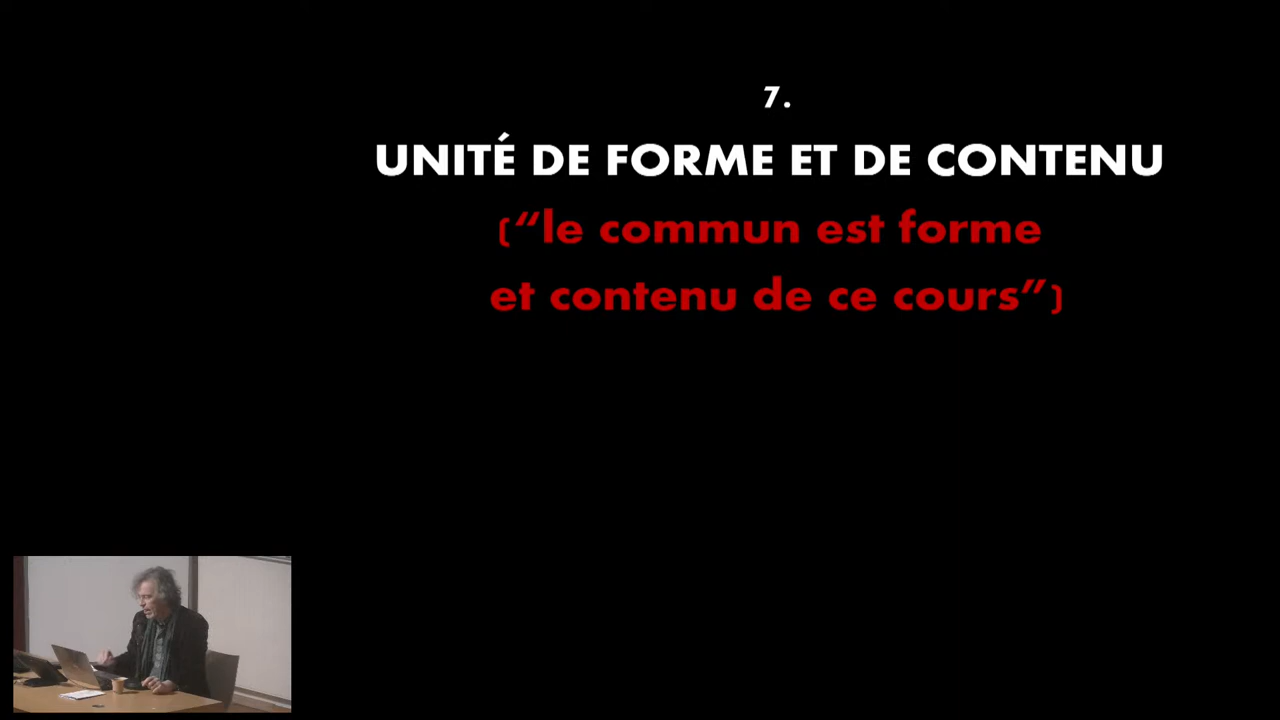 7.
UNITÉ DE FORME ET DE CONTENU
(“le commun est forme
et contenu de ce cours”)